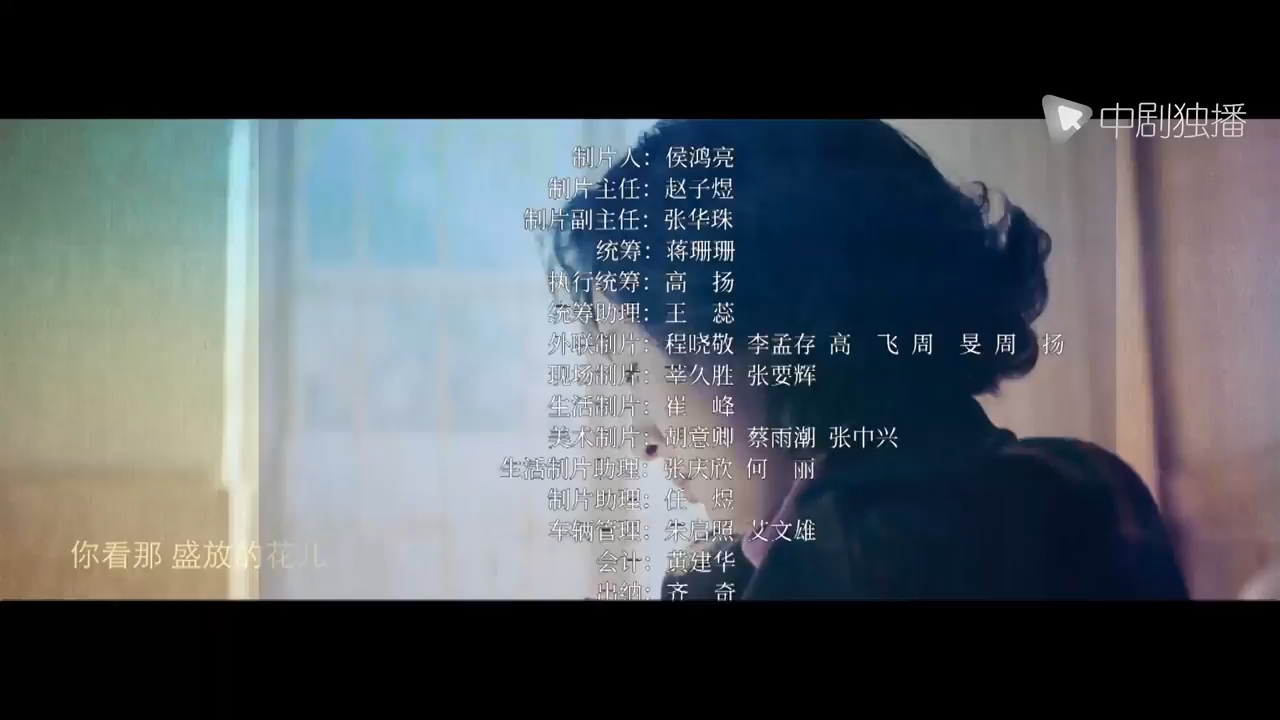 中剧独播
制片人：侯鸿亮
制片主任：赵子煜
制片副主任：张华珠
统筹：蒋珊珊
执行统筹：高　扬
统筹助理：王　蕊
外联制片：程晓敬 李孟存 高　飞 周　旻 周　扬
现场制片：莘久胜 张要辉
生活制片：崔　峰
美术制片：胡意卿 蔡雨潮 张中兴
生活制片助理：张庆欣 何　丽
制片助理：任　煜
车辆管理：朱启照 艾文雄
会计：黄建华
出纳：齐　奇
你看那 盛放的花儿